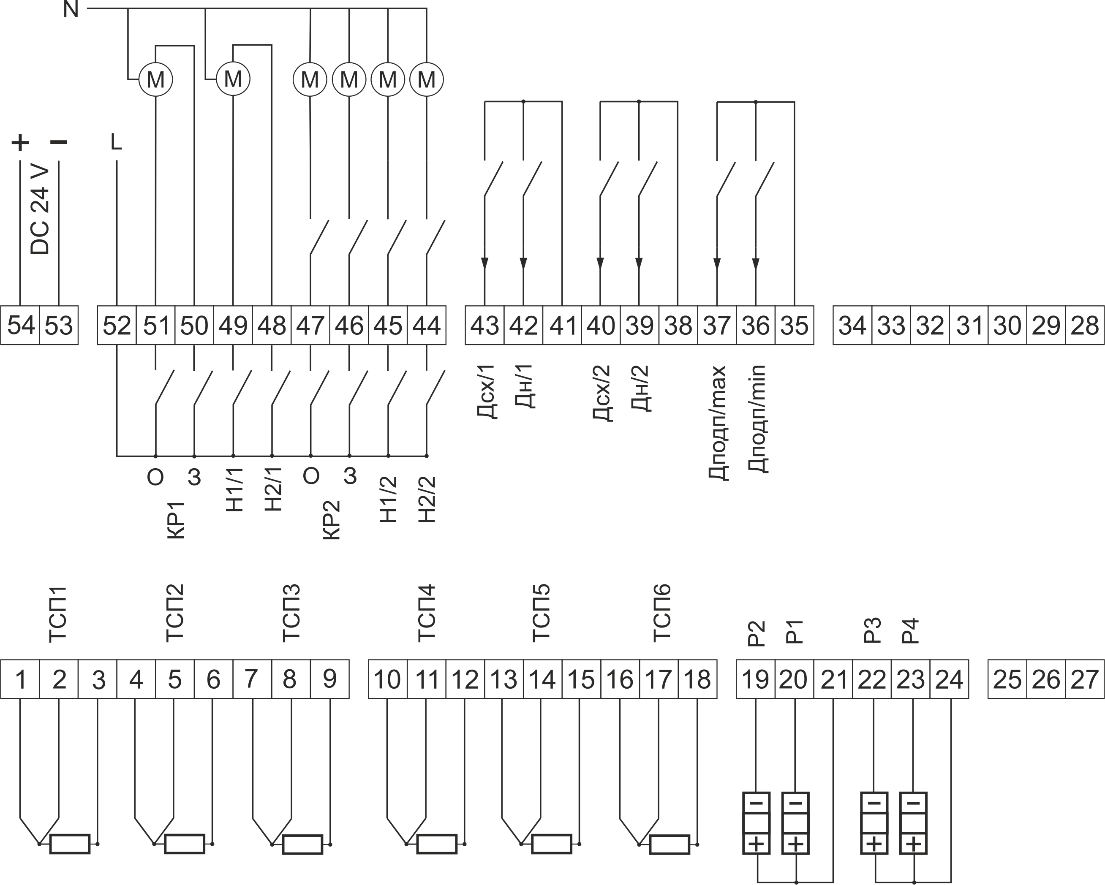 N
M M M M M M
+ − L
DC 24 V
54 53 52 51 50 49 48 47 46 45 44 43 42 41 40 39 38 37 36 35 34 33 32 31 30 29 28
О З Н1/1 Н2/1 О З Н1/2 Н2/2 Дсх/1 Дн/1 Дсх/2 Дн/2 Дподп/max Дподп/min
КР1 КР2
ТСП1 ТСП2 ТСП3 ТСП4 ТСП5 ТСП6 Р2 Р1 Р3 Р4
1 2 3 4 5 6 7 8 9 10 11 12 13 14 15 16 17 18 19 20 21 22 23 24 25 26 27
− − − −
+ + + +